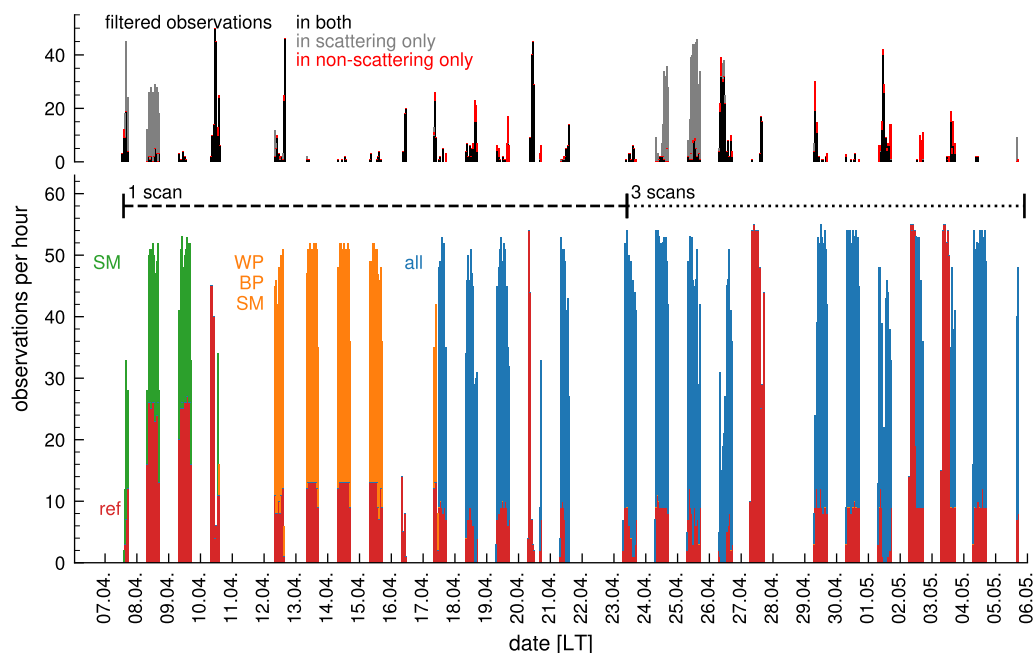 filtered observations
in both
in scattering only
in non-scattering only
40
20
0
1 scan
3 scans
60
50
40
30
20
10
0
observations per hour
SM
WP
BP
SM
all
ref
07.04.
08.04.
09.04.
10.04.
11.04.
12.04.
13.04.
14.04.
15.04.
16.04.
17.04.
18.04.
19.04.
20.04.
21.04.
22.04.
23.04.
24.04.
25.04.
26.04.
27.04.
28.04.
29.04.
30.04.
01.05.
02.05.
03.05.
04.05.
05.05.
06.05.
date [LT]